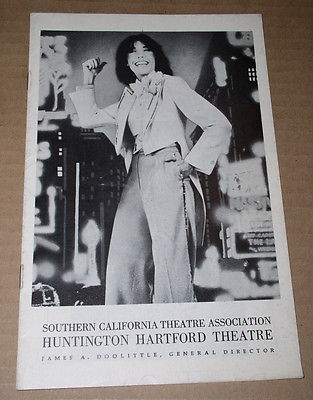 SOUTHERN CALIFORNIA THEATRE ASSOCIATION
HUNTINGTON HARTFORD THEATRE
JAMES A. DOOLITTLE, GENERAL DIRECTOR